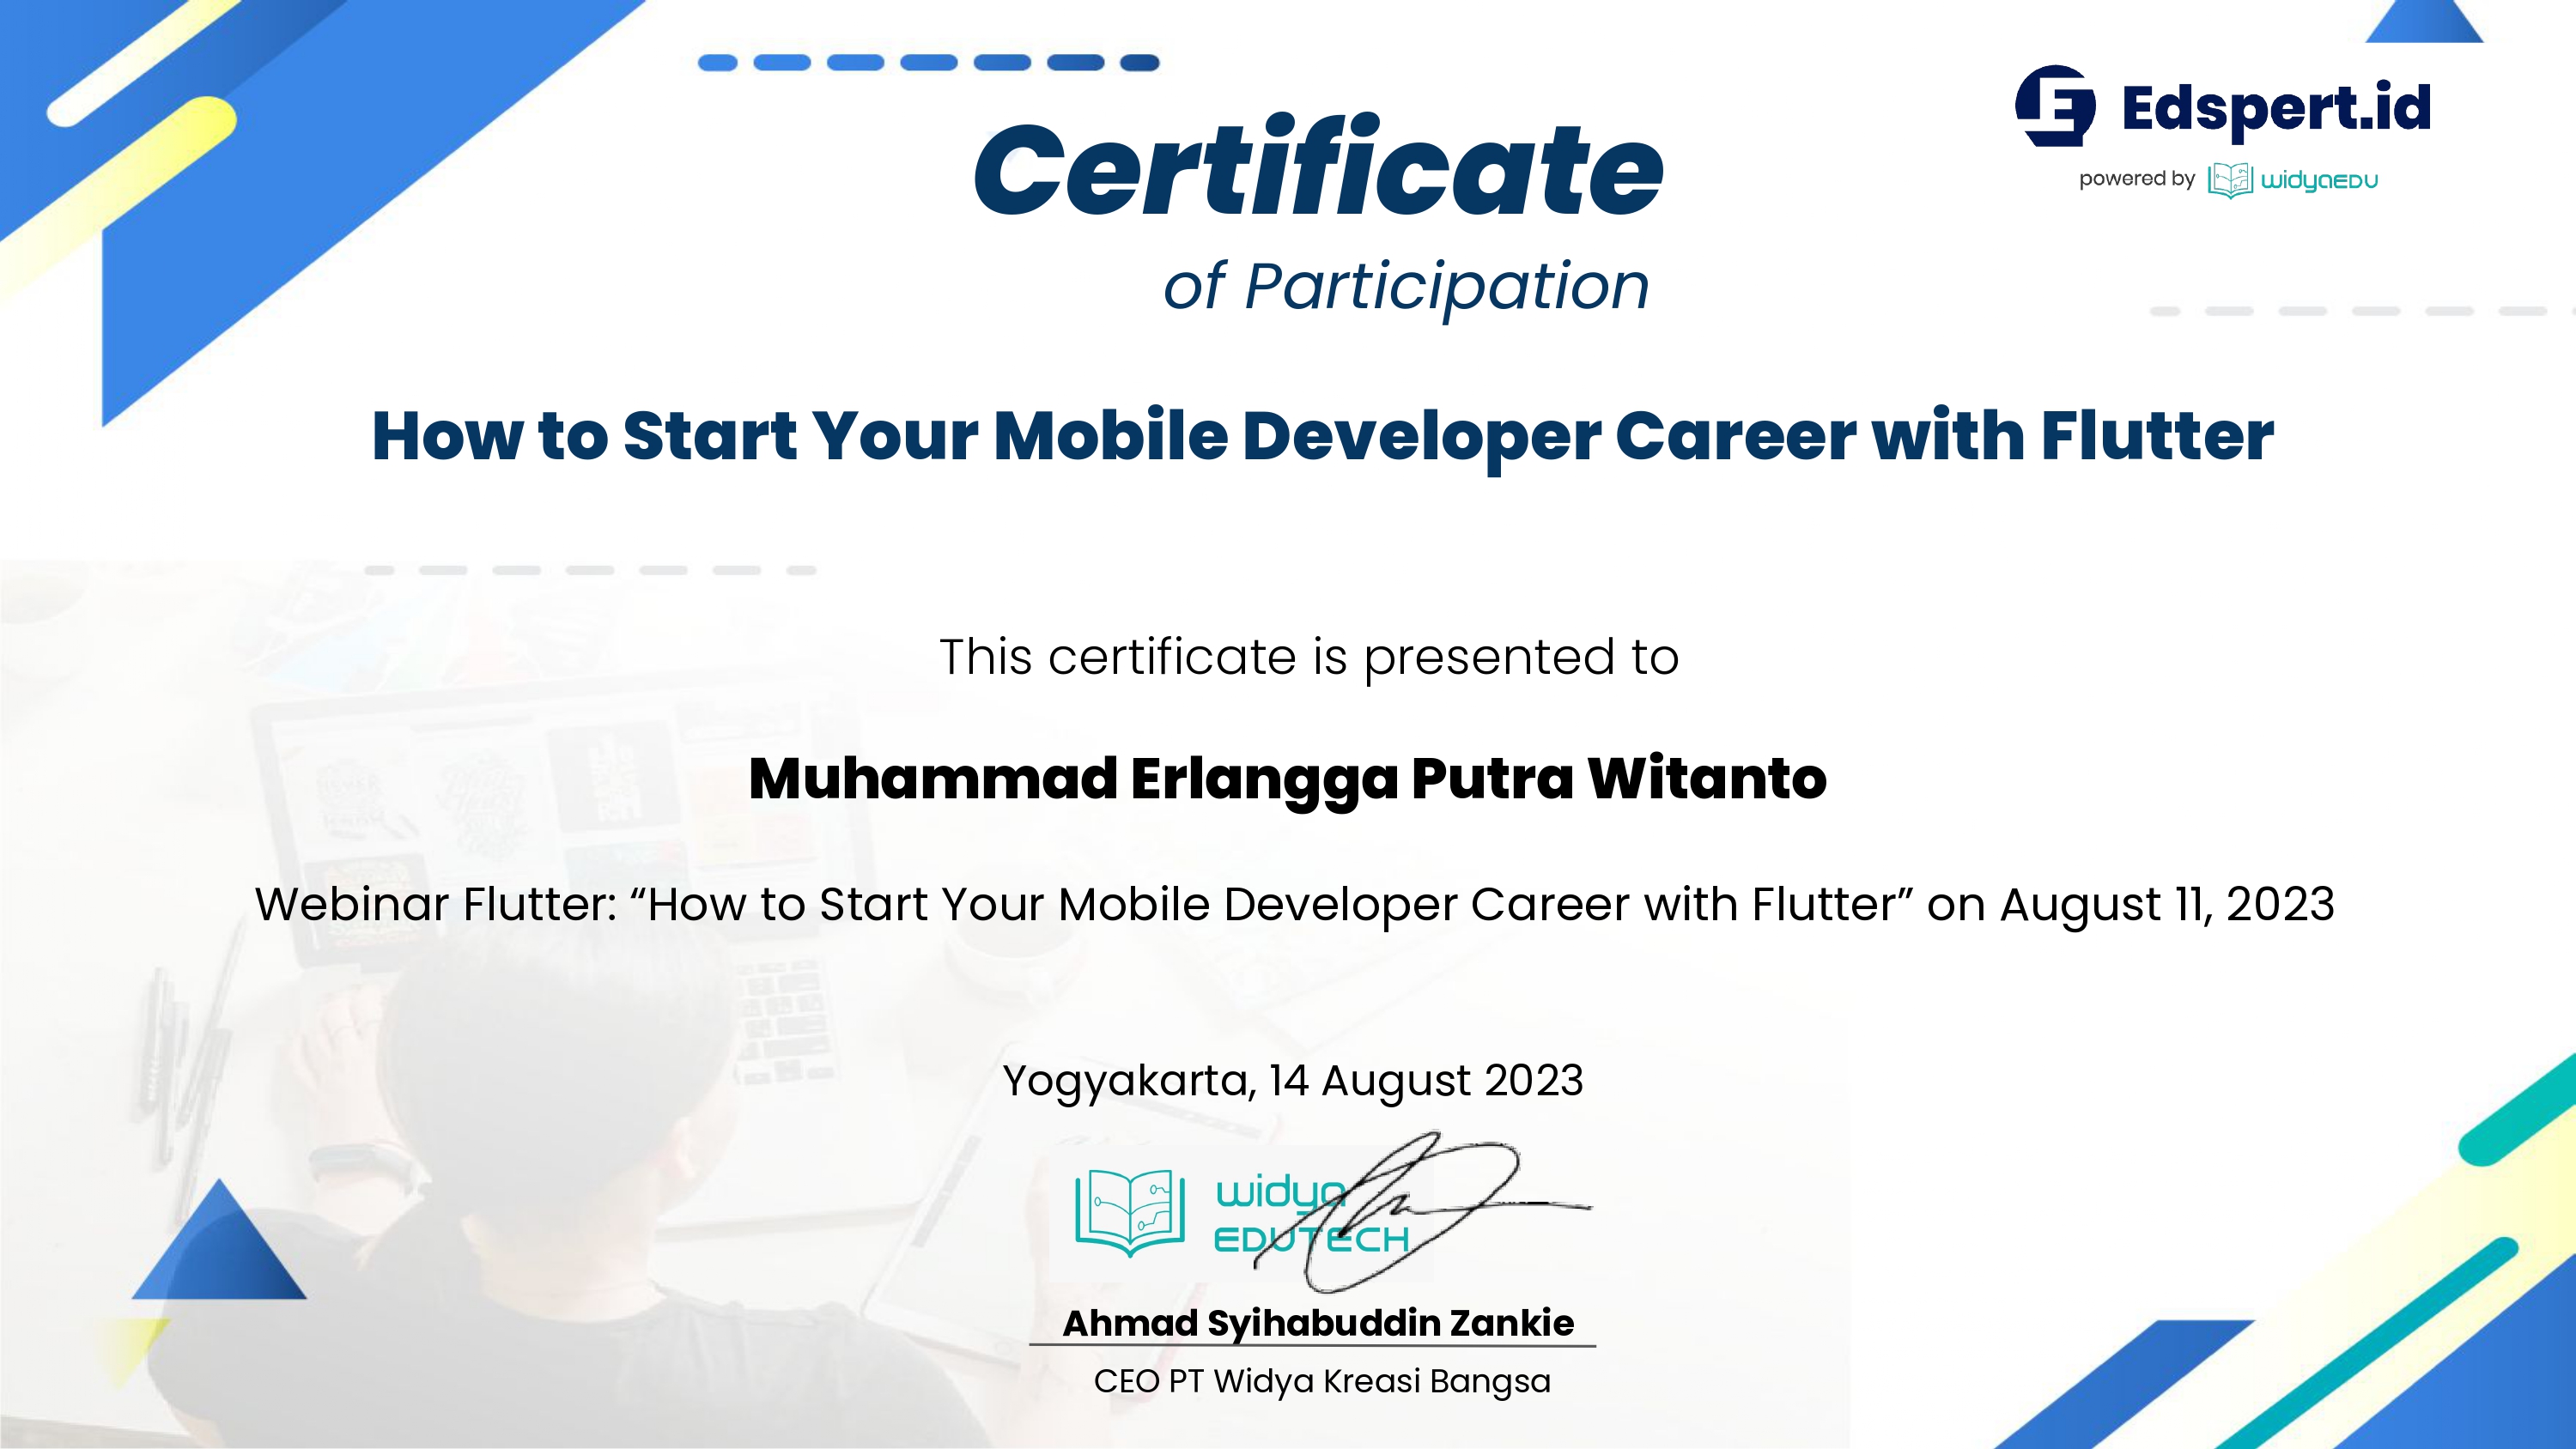 Edspert.id
powered by widyaEDU
Certificate
of Participation
How to Start Your Mobile Developer Career with Flutter
This certificate is presented to
Muhammad Erlangga Putra Witanto
Webinar Flutter: “How to Start Your Mobile Developer Career with Flutter” on August 11, 2023
Yogyakarta, 14 August 2023
widya
EDUTECH
Ahmad Syihabuddin Zankie
CEO PT Widya Kreasi Bangsa